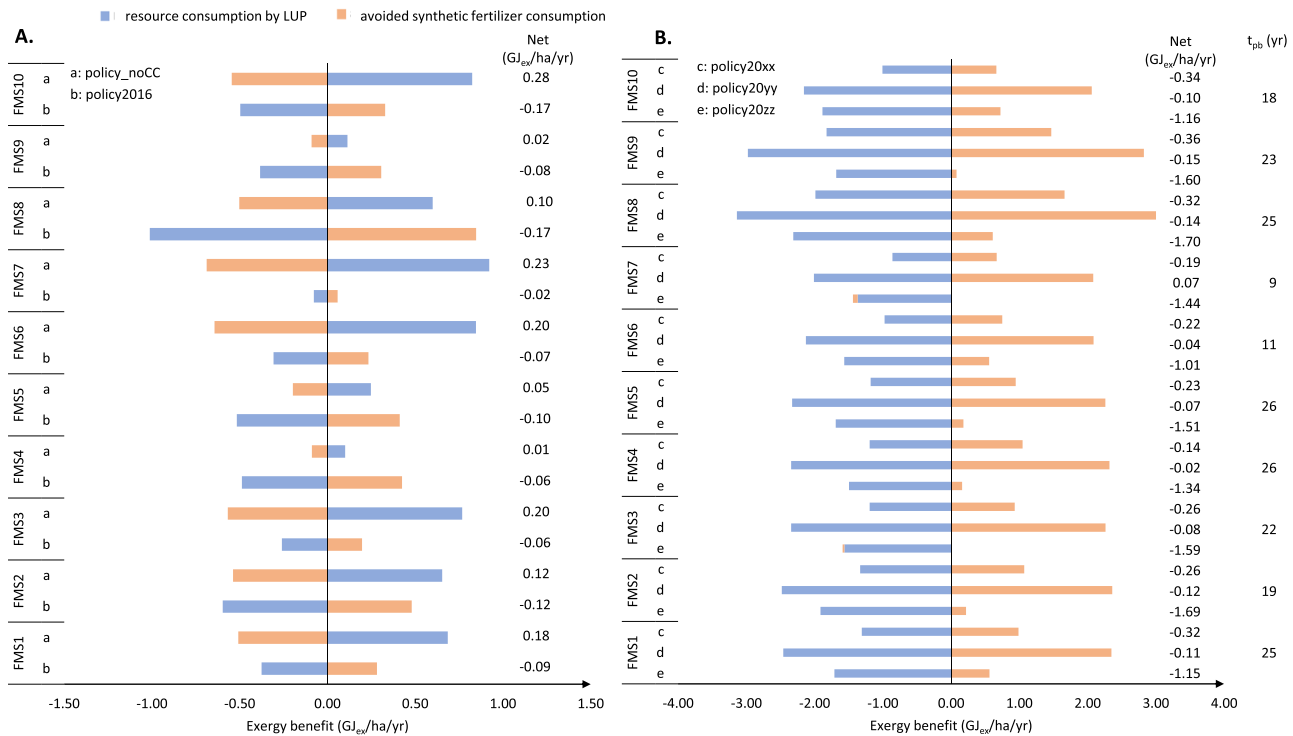 resource consumption by LUP avoided synthetic fertilizer consumption
A.
Net
(GJex/ha/yr)
a: policy_noCC
b: policy2016
FMS10 a 0.28
b -0.17
FMS9 a 0.02
b -0.08
FMS8 a 0.10
b -0.17
FMS7 a 0.23
b -0.02
FMS6 a 0.20
b -0.07
FMS5 a 0.05
b -0.10
FMS4 a 0.01
b -0.06
FMS3 a 0.20
b -0.06
FMS2 a 0.12
b -0.12
FMS1 a 0.18
b -0.09
-1.50 -1.00 -0.50 0.00 0.50 1.00 1.50
Exergy benefit (GJex/ha/yr)
B.
Net
(GJex/ha/yr)
tpb (yr)
c: policy20xx
d: policy20yy
e: policy20zz
FMS10 c -0.34
d -0.10 18
e -1.16
FMS9 c -0.36
d -0.15 23
e -1.60
FMS8 c -0.32
d -0.14 25
e -1.70
FMS7 c -0.19
d 0.07 9
e -1.44
FMS6 c -0.22
d -0.04 11
e -1.01
FMS5 c -0.23
d -0.07 26
e -1.51
FMS4 c -0.14
d -0.02 26
e -1.34
FMS3 c -0.26
d -0.08 22
e -1.59
FMS2 c -0.26
d -0.12 19
e -1.69
FMS1 c -0.32
d -0.11 25
e -1.15
-4.00 -3.00 -2.00 -1.00 0.00 1.00 2.00 3.00 4.00
Exergy benefit (GJex/ha/yr)